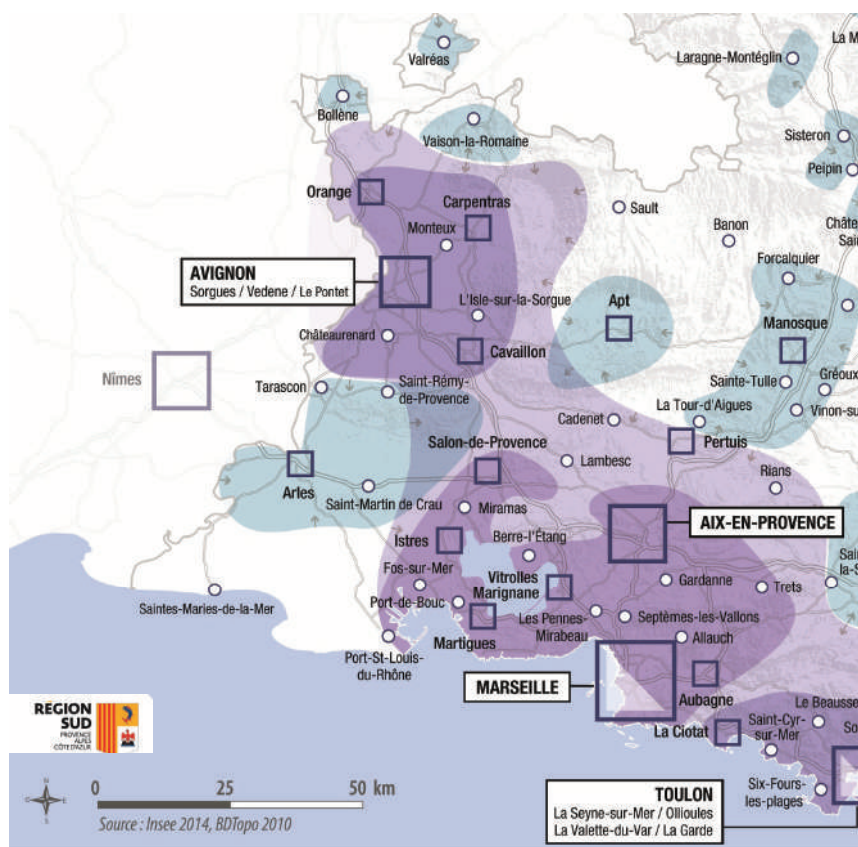 Valréas
La M
Laragne-Montéglin
Bollène
Vaison-la-Romaine
Sisteron
Peipin
Orange
Carpentras
Sault
Château
Sain
Monteux
Banon
Forcalquier
AVIGNON
Sorgues / Vedene / Le Pontet
L'Isle-sur-la-Sorgue
Apt
Manosque
Châteaurenard
Cavaillon
Nîmes
Tarascon
Saint-Rémy-
de-Provence
Sainte-Tulle
Gréoux
Cadenet
La Tour-d'Aigues
Vinon-su
Salon-de-Provence
Pertuis
Lambesc
Rians
Arles
Saint-Martin de Crau
Miramas
AIX-EN-PROVENCE
Istres
Berre-l'Étang
Fos-sur-Mer
Vitrolles
Marignane
Gardanne
Trets
Sain
la-S
Saintes-Maries-de-la-Mer
Port-de-Bouc
Les Pennes-
Mirabeau
Septèmes-les-Vallons
Martigues
Allauch
Port-St-Louis-
du-Rhône
MARSEILLE
Aubagne
RÉGION
SUD
PROVENCE
ALPES
CÔTE D'AZUR
La Ciotat
Saint-Cyr-
sur-Mer
Le Beausse
So
0 25 50 km
N
O E
S
Source : Insee 2014, BDTopo 2010
Six-Fours-
les-plages
TOULON
La Seyne-sur-Mer / Ollioules
La Valette-du-Var / La Garde